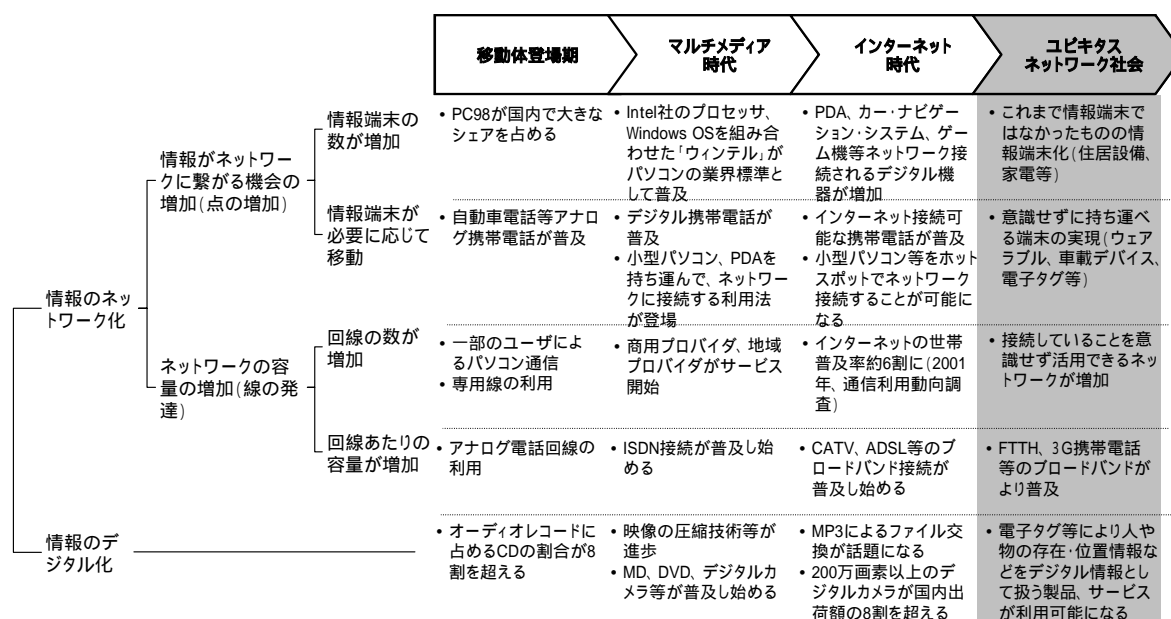 移動体登場期
マルチメディア
時代
インターネット
時代
ユビキタス
ネットワーク社会
情報のネッ
トワーク化
情報がネットワー
クに繋がる機会の
増加(点の増加)
情報端末の
数が増加
• PC98が国内で大きな
シェアを占める
• Intel社のプロセッサ、
Windows OSを組み合
わせた「ウィンテル」が
パソコンの業界標準と
して普及
• PDA、カー・ナビゲー
ション・システム、ゲー
ム機等ネットワーク接
続されるデジタル機
器が増加
• これまで情報端末で
はなかったものの情
報端末化(住居設備、
家電等)
情報端末が
必要に応じて
移動
• 自動車電話等アナロ
グ携帯電話が普及
• デジタル携帯電話が
普及
• 小型パソコン、PDAを
持ち運んで、ネットワー
クに接続する利用法
が登場
• インターネット接続可
能な携帯電話が普及
• 小型パソコン等をホット
スポットでネットワーク
接続することが可能に
なる
• 意識せずに持ち運べ
る端末の実現(ウェア
ラブル、車載デバイス、
電子タグ等)
ネットワークの容
量の増加(線の発
達)
回線の数が
増加
• 一部のユーザによ
るパソコン通信
• 専用線の利用
• 商用プロバイダ、地域
プロバイダがサービス
開始
• インターネットの世帯
普及率約6割に(2001
年、通信利用動向調
査)
• 接続していることを意
識せず活用できるネッ
トワークが増加
回線あたりの
容量が増加
• アナログ電話回線の
利用
• ISDN接続が普及し始
める
• CATV、ADSL等のブ
ロードバンド接続が
普及し始める
• FTTH、3G携帯電話
等のブロードバンドが
より普及
情報のデ
ジタル化
• オーディオレコードに
占めるCDの割合が8
割を超える
• 映像の圧縮技術等が
進歩
• MD、DVD、デジタルカ
メラ等が普及し始める
• MP3によるファイル交
換が話題になる
• 200万画素以上のデ
ジタルカメラが国内出
荷額の8割を超える
• 電子タグ等により人や
物の存在・位置情報な
どをデジタル情報とし
て扱う製品、サービス
が利用可能になる